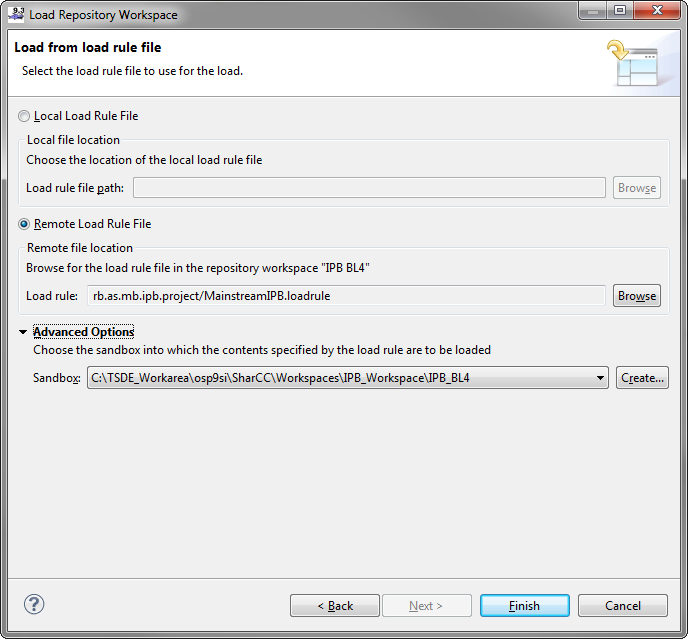 9.3 Load Repository Workspace
Load from load rule file
Select the load rule file to use for the load.
Local Load Rule File
Local file location
Choose the location of the local load rule file
Load rule file path: Browse
Remote Load Rule File
Remote file location
Browse for the load rule file in the repository workspace "IPB BL4"
Load rule: rb.as.mb.ipb.project/MainstreamIPB.loadrule Browse
Advanced Options
Choose the sandbox into which the contents specified by the load rule are to be loaded
Sandbox: C:\TSDE_Workarea\osp9si\SharCC\Workspaces\IPB_Workspace\IPB_BL4 Create...
? < Back Next > Finish Cancel